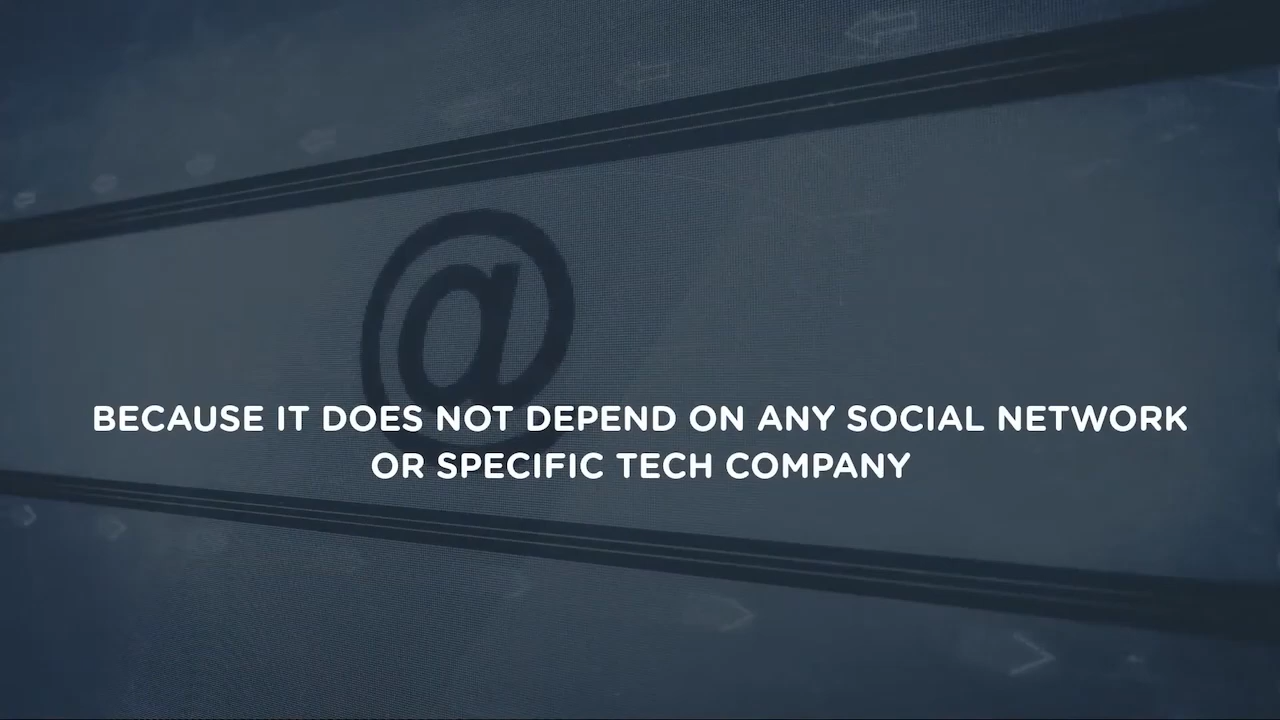 @
BECAUSE IT DOES NOT DEPEND ON ANY SOCIAL NETWORK
OR SPECIFIC TECH COMPANY